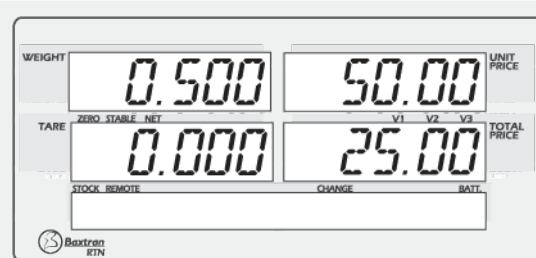 WEIGHT 0.500 50.00 UNIT PRICE
ZERO STABLE NET V1 V2 V3
TARE 0.000 25.00 TOTAL PRICE
STOCK REMOTE CHANGE BATT.
Baxtran
RTN